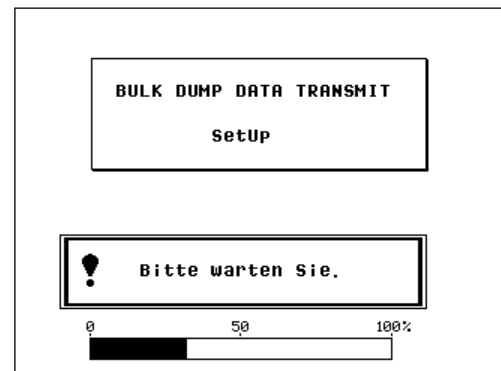 BULK DUMP DATA TRANSMIT
SetUp
! Bitte warten Sie.
0 50 100%